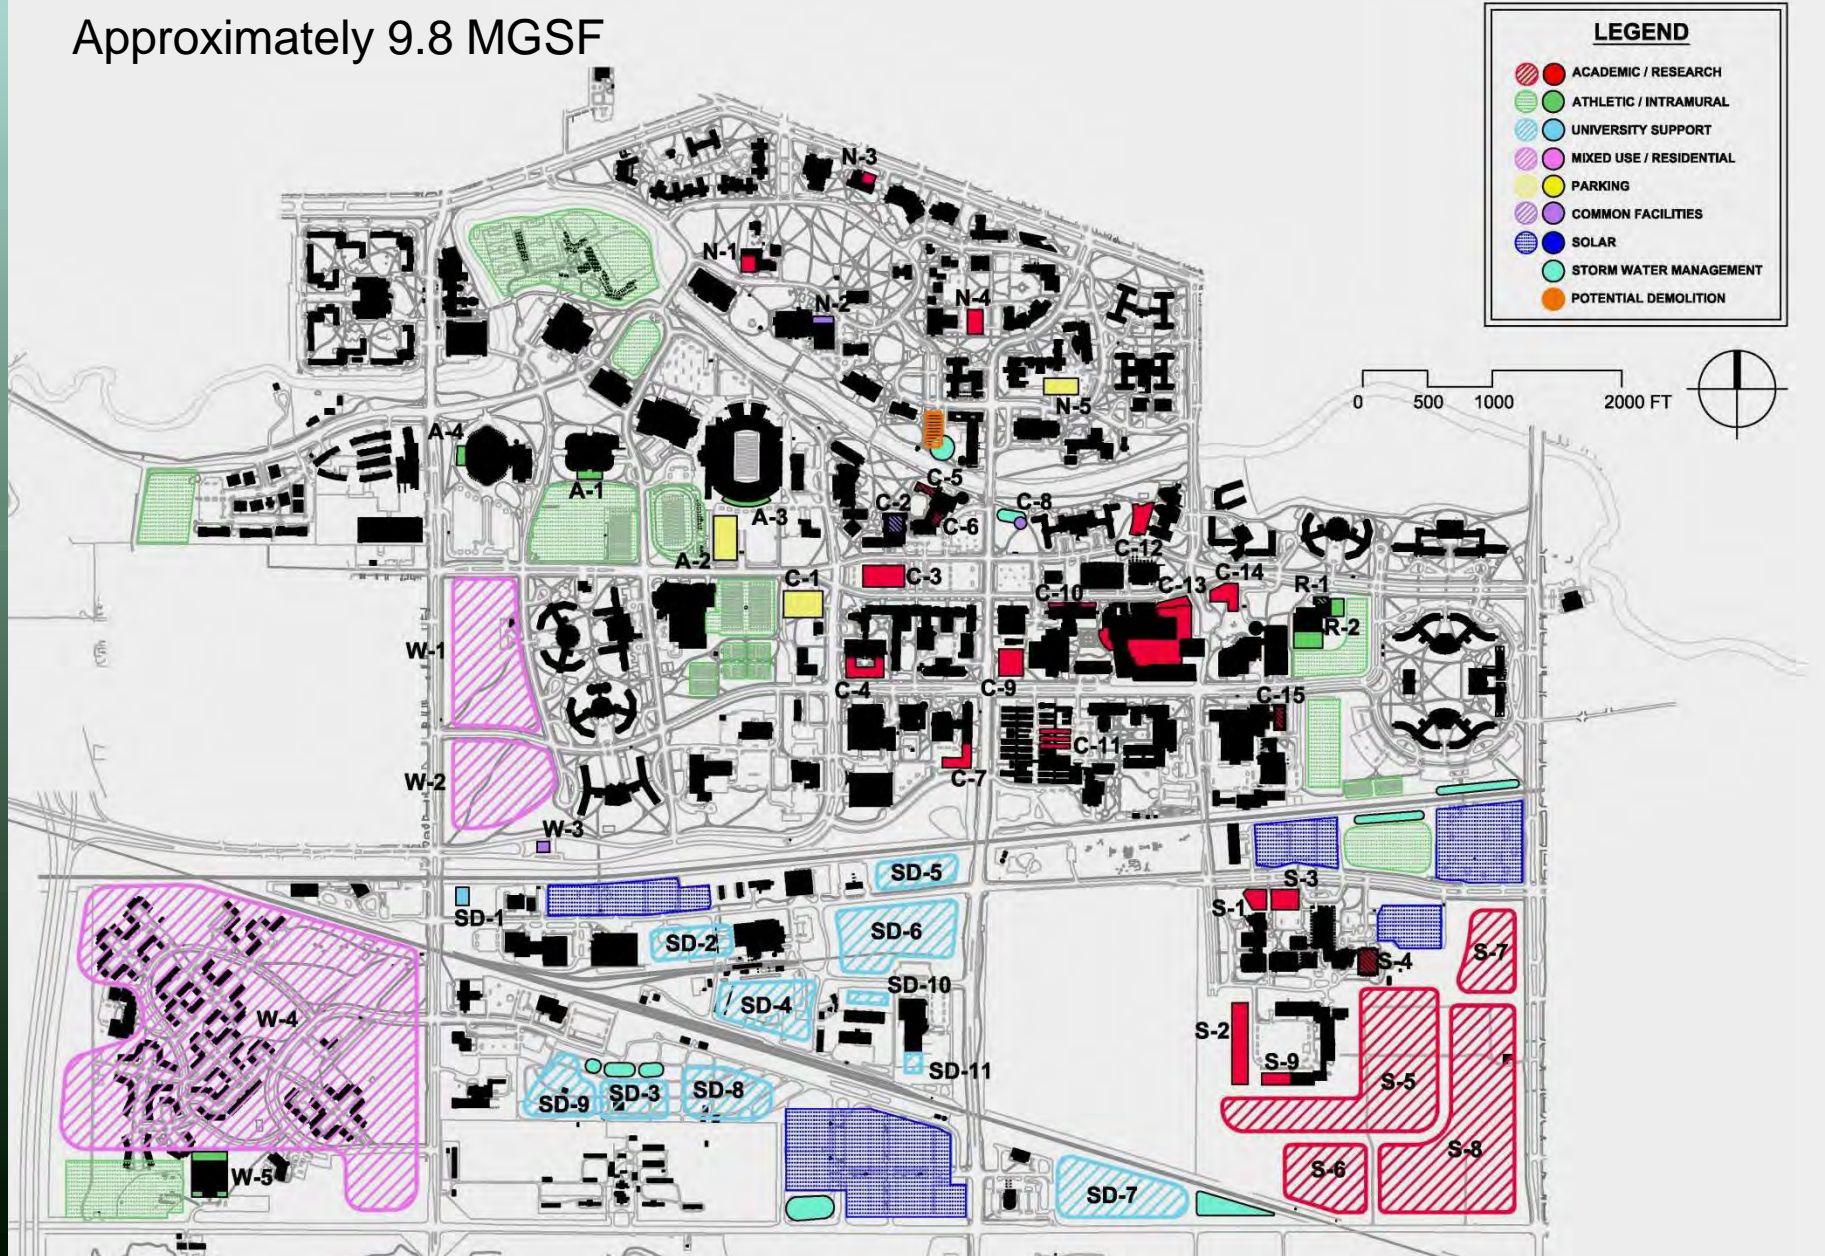 Approximately 9.8 MGSF
LEGEND
ACADEMIC / RESEARCH
ATHLETIC / INTRAMURAL
UNIVERSITY SUPPORT
MIXED USE / RESIDENTIAL
PARKING
COMMON FACILITIES
SOLAR
STORM WATER MANAGEMENT
POTENTIAL DEMOLITION
0 500 1000 2000 FT
N-3
N-1
N-2
N-4
N-5
A-4
A-1
A-3
A-2
C-5
C-2
C-6
C-8
C-12
C-1
C-3
C-10
C-13
C-14
R-1
R-2
W-1
C-4
C-9
C-15
C-11
C-7
W-2
W-3
SD-5
SD-1
SD-2
SD-6
S-3
S-1
S-4
S-7
SD-10
SD-4
W-4
S-2
S-9
S-5
SD-11
SD-9
SD-3
SD-8
S-8
S-6
W-5
SD-7